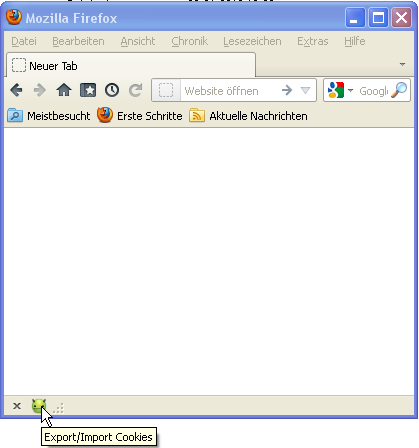 Mozilla Firefox
Datei Bearbeiten Ansicht Chronik Lesezeichen Extras Hilfe
Neuer Tab
Website öffnen Google
Meistbesucht Erste Schritte Aktuelle Nachrichten
Export/Import Cookies